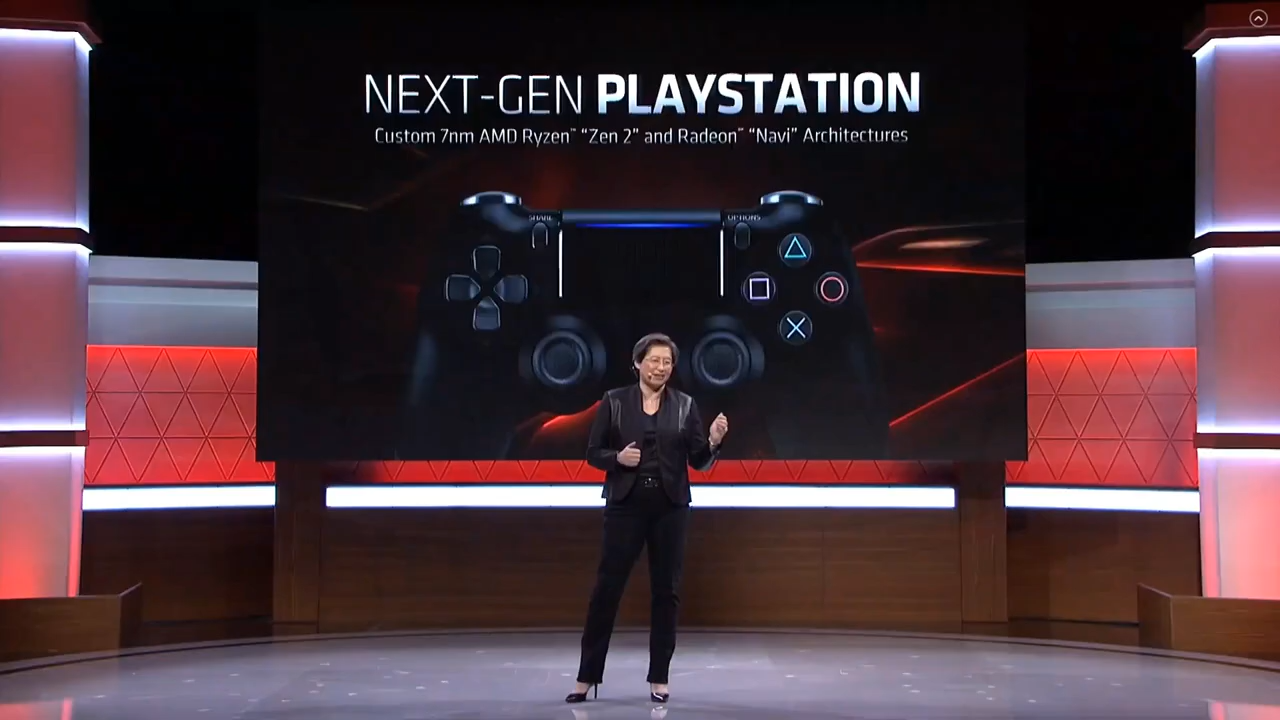 NEXT-GEN PLAYSTATION
Custom 7nm AMD Ryzen™ “Zen 2” and Radeon™ “Navi” Architectures
SHARE
OPTIONS